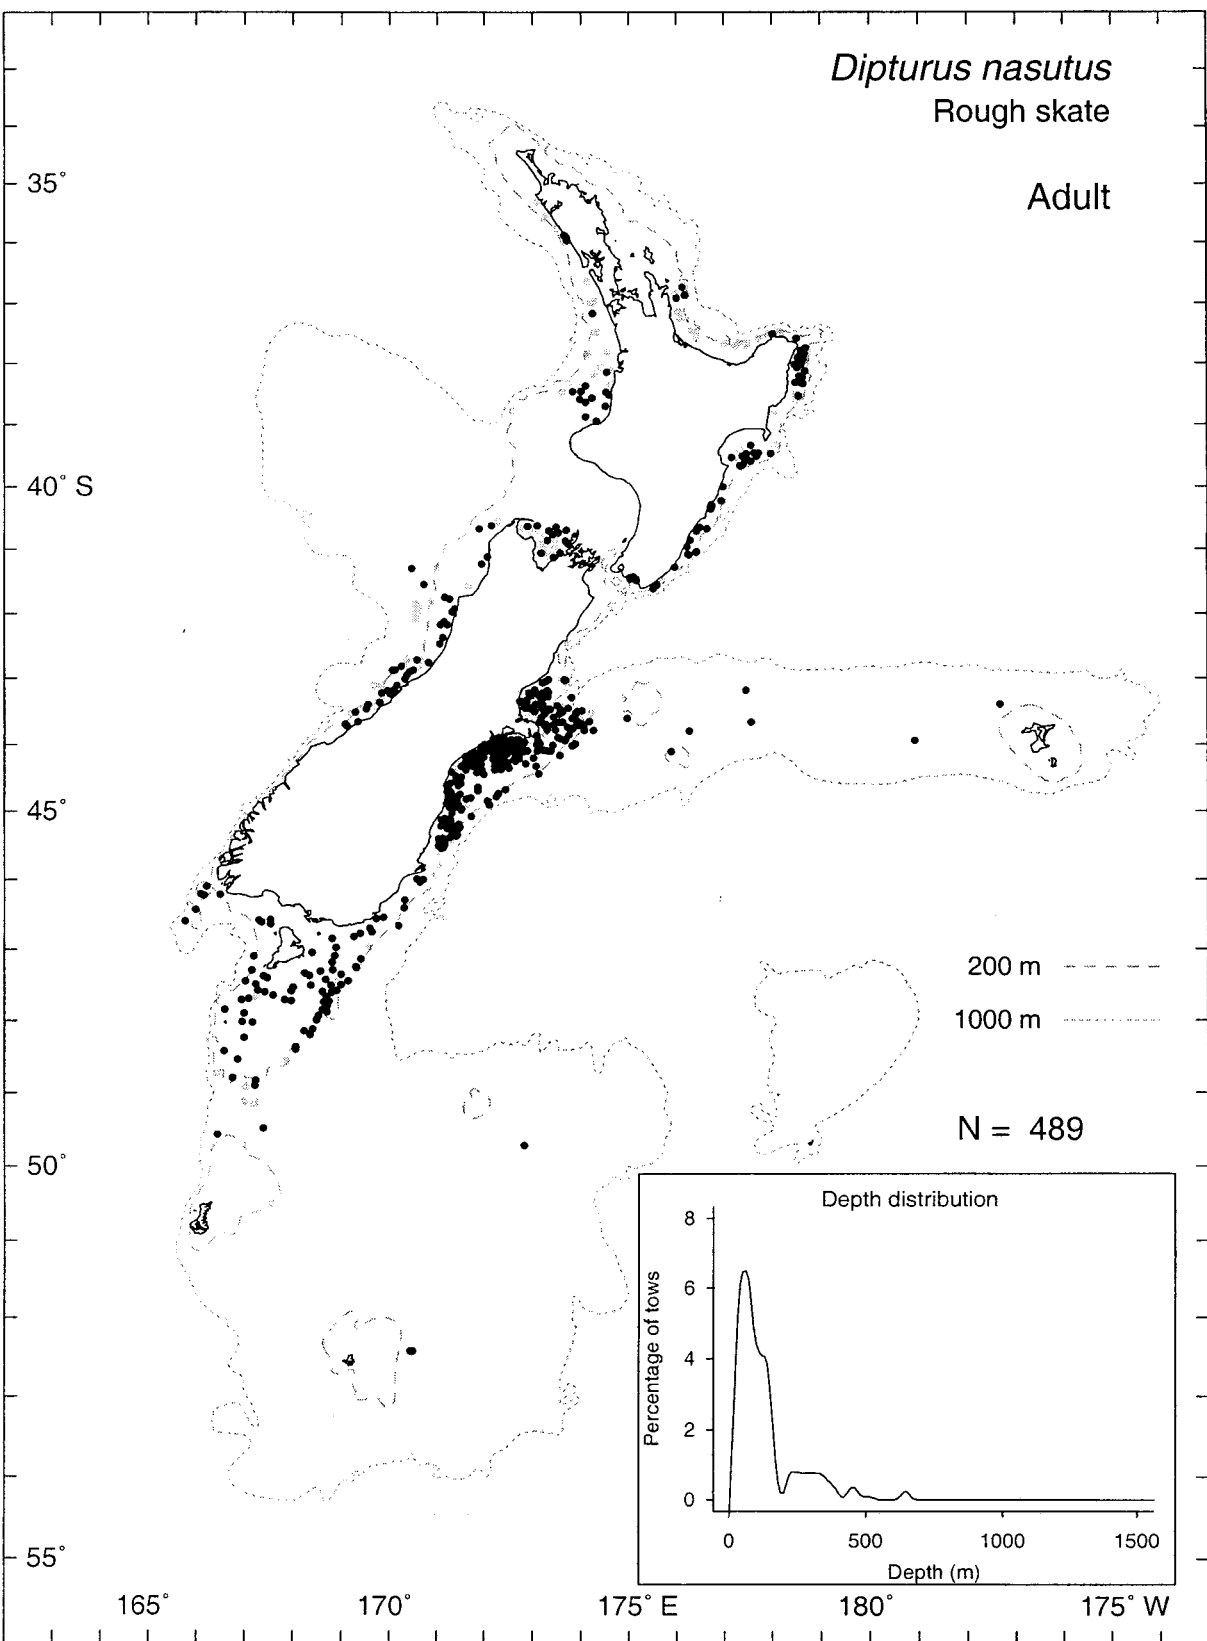 Dipturus nasutus
Rough skate
Adult
35°
40° S
45°
50°
55°
165°
170°
175° E
180°
175° W
200 m
1000 m
N = 489
Depth distribution
Percentage of tows
8
6
4
2
0
0
500
1000
1500
Depth (m)